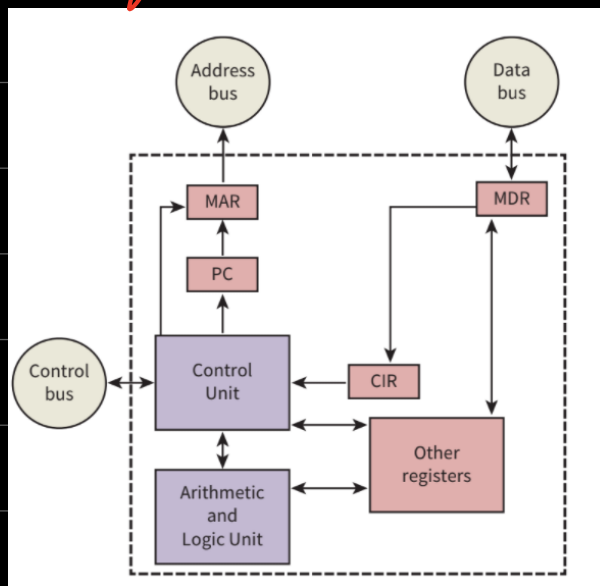 Address
bus
Data
bus
MAR
MDR
PC
Control
bus
Control
Unit
CIR
Other
registers
Arithmetic
and
Logic Unit